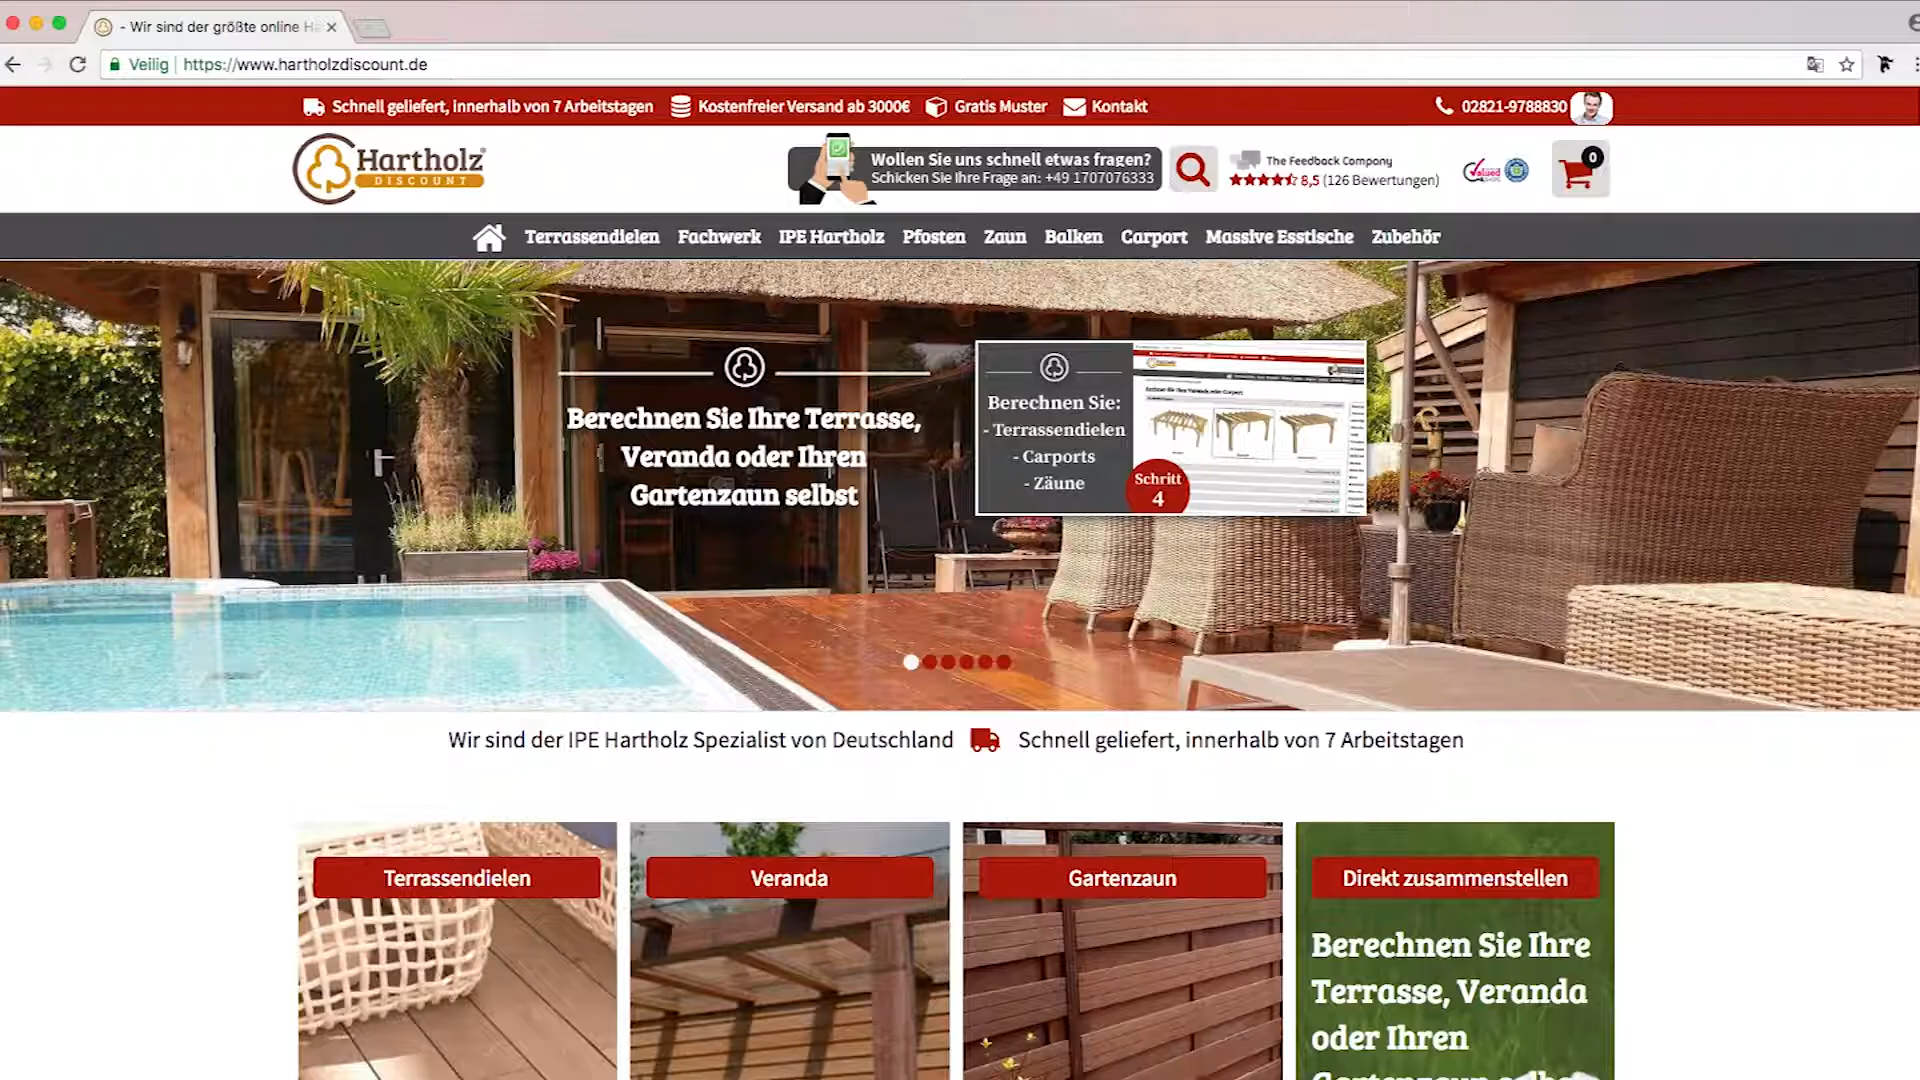 - Wir sind der größte online Ha
Veilig https://www.hartholzdiscount.de
Schnell geliefert, innerhalb von 7 Arbeitstagen Kostenfreier Versand ab 3000€ Gratis Muster Kontakt 02821-9788830
Hartholz
DISCOUNT
Wollen Sie uns schnell etwas fragen?
Schicken Sie Ihre Frage an: +49 1707076333
The Feedback Company
8,5 (126 Bewertungen)
Valued
0
Terrassendielen Fachwerk IPE Hartholz Pfosten Zaun Balken Carport Massive Esstische Zubehör
Berechnen Sie Ihre Terrasse,
Veranda oder Ihren
Gartenzaun selbst
Berechnen Sie:
- Terrassendielen
- Carports
- Zäune
Schritt
4
Wir sind der IPE Hartholz Spezialist von Deutschland Schnell geliefert, innerhalb von 7 Arbeitstagen
Terrassendielen
Veranda
Gartenzaun
Direkt zusammenstellen
Berechnen Sie Ihre
Terrasse, Veranda
oder Ihren
Gartenzaun selbst